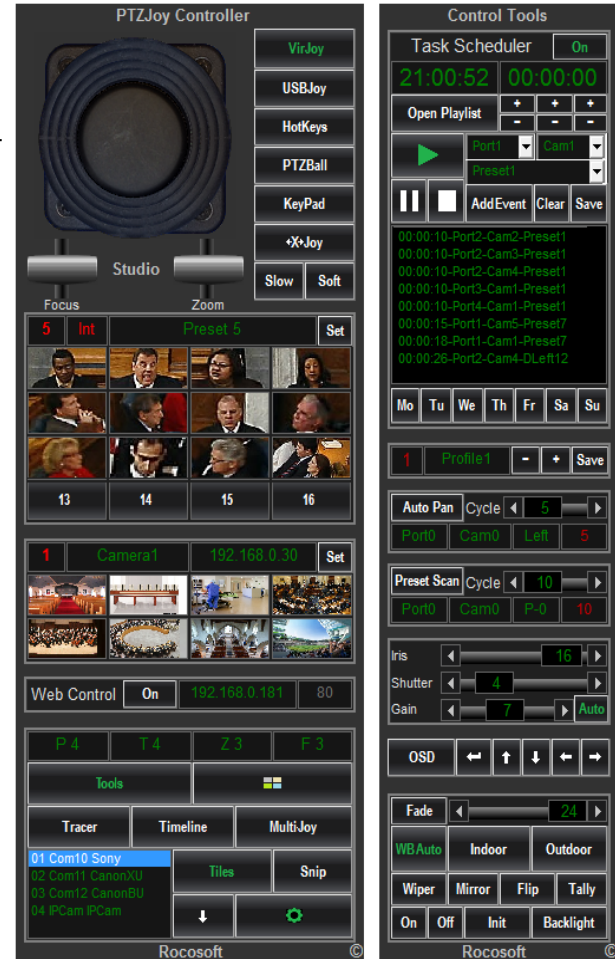 PTZJoy Controller
VirJoy
USBJoy
HotKeys
PTZBall
KeyPad
+X+Joy
Studio
Slow Soft
Focus Zoom
5 Int Preset 5 Set
13 14 15 16
1 Camera1 192.168.0.30 Set
Web Control On 192.168.0.181 80
P 4 T 4 Z 3 F 3
Tools
Tracer Timeline MultiJoy
01 Com10 Sony
02 Com11 CanonXU
03 Com12 CanonBU
04 IPCam IPCam
Tiles Snip
Rocosoft ©
Control Tools
Task Scheduler On
21:00:52 00:00:00
Open Playlist + + +
- - -
Port1 Cam1
Preset1
Add Event Clear Save
00:00:10-Port2-Cam2-Preset1
00:00:10-Port2-Cam3-Preset1
00:00:10-Port2-Cam4-Preset1
00:00:10-Port3-Cam1-Preset1
00:00:10-Port4-Cam1-Preset1
00:00:15-Port1-Cam5-Preset7
00:00:18-Port1-Cam1-Preset7
00:00:26-Port2-Cam4-DLeft12
Mo Tu We Th Fr Sa Su
1 Profile1 - + Save
Auto Pan Cycle 5
Port0 Cam0 Left 5
Preset Scan Cycle 10
Port0 Cam0 P-0 10
Iris 16
Shutter 4
Gain 7 Auto
OSD
Fade 24
WB Auto Indoor Outdoor
Wiper Mirror Flip Tally
On Off Init Backlight
Rocosoft ©